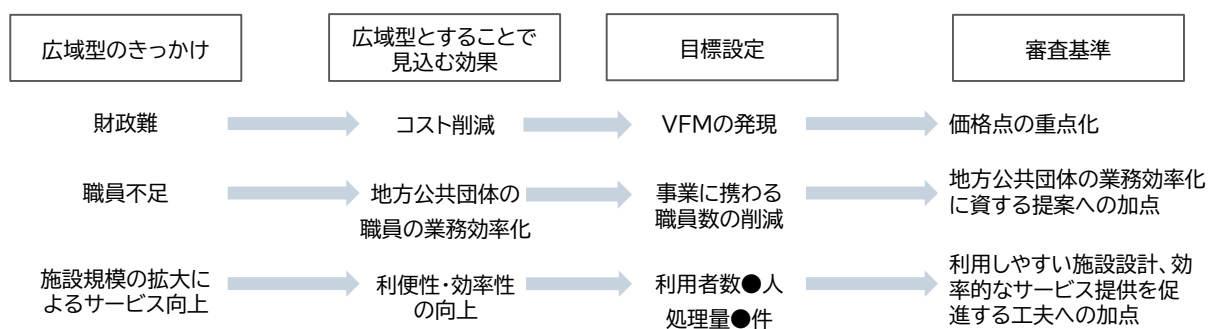 広域型のきっかけ
広域型とすることで
見込む効果
目標設定
審査基準
財政難
コスト削減
VFMの発現
価格点の重点化
職員不足
地方公共団体の
職員の業務効率化
事業に携わる
職員数の削減
地方公共団体の業務効率化
に資する提案への加点
施設規模の拡大に
よるサービス向上
利便性・効率性
の向上
利用者数●人
処理量●件
利用しやすい施設設計、効
率的なサービス提供を促
進する工夫への加点